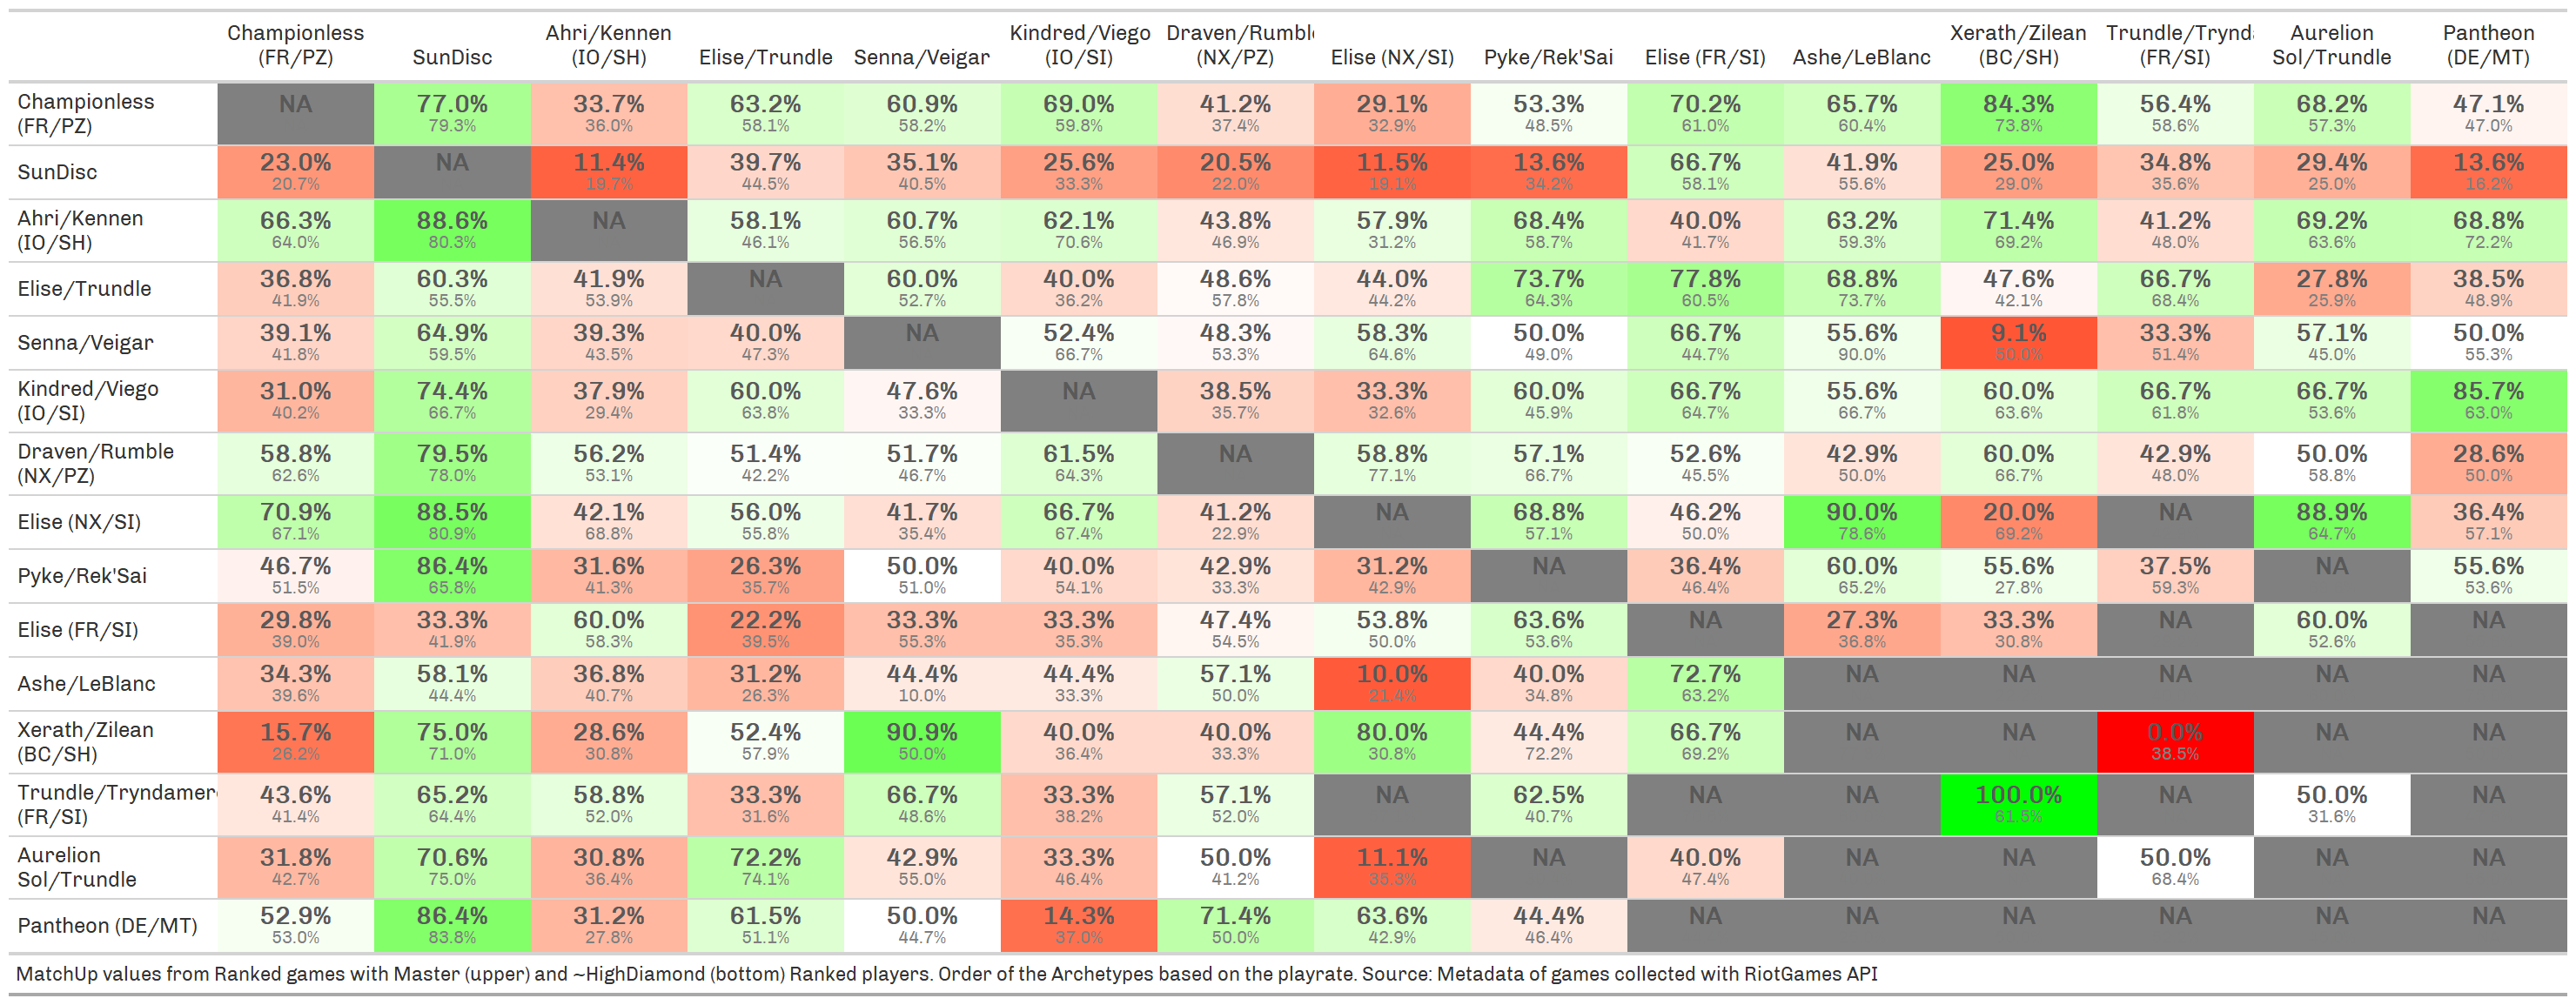 Championless (FR/PZ) SunDisc Ahri/Kennen (IO/SH) Elise/Trundle Senna/Veigar Kindred/Viego (IO/SI) Draven/Rumbl (NX/PZ) Elise (NX/SI) Pyke/Rek'Sai Elise (FR/SI) Ashe/LeBlanc Xerath/Zilean (BC/SH) Trundle/Trynd (FR/SI) Aurelion Sol/Trundle Pantheon (DE/MT)
Championless (FR/PZ)
NA 77.0% 33.7% 63.2% 60.9% 69.0% 41.2% 29.1% 53.3% 70.2% 65.7% 84.3% 56.4% 68.2% 47.1%
79.3% 36.0% 58.1% 58.2% 59.8% 37.4% 32.9% 48.5% 61.0% 60.4% 73.8% 58.6% 57.3% 47.0%
SunDisc
23.0% NA 11.4% 39.7% 35.1% 25.6% 20.5% 11.5% 13.6% 66.7% 41.9% 25.0% 34.8% 29.4% 13.6%
20.7% 19.7% 44.5% 40.5% 33.3% 22.0% 19.1% 34.2% 58.1% 55.6% 29.0% 35.6% 25.0% 16.2%
Ahri/Kennen (IO/SH)
66.3% 88.6% NA 58.1% 60.7% 62.1% 43.8% 57.9% 68.4% 40.0% 63.2% 71.4% 41.2% 69.2% 68.8%
64.0% 80.3% 46.1% 56.5% 70.6% 46.9% 31.2% 58.7% 41.7% 59.3% 69.2% 48.0% 63.6% 72.2%
Elise/Trundle
36.8% 60.3% 41.9% NA 60.0% 40.0% 48.6% 44.0% 73.7% 77.8% 68.8% 47.6% 66.7% 27.8% 38.5%
41.9% 55.5% 53.9% 52.7% 36.2% 57.8% 44.2% 64.3% 60.5% 73.7% 42.1% 68.4% 25.9% 48.9%
Senna/Veigar
39.1% 64.9% 39.3% 40.0% NA 52.4% 48.3% 58.3% 50.0% 66.7% 55.6% 9.1% 33.3% 57.1% 50.0%
41.8% 59.5% 43.5% 47.3% 66.7% 53.3% 64.6% 49.0% 44.7% 90.0% 50.0% 51.4% 45.0% 55.3%
Kindred/Viego (IO/SI)
31.0% 74.4% 37.9% 60.0% 47.6% NA 38.5% 33.3% 60.0% 66.7% 55.6% 60.0% 66.7% 66.7% 85.7%
40.2% 66.7% 29.4% 63.8% 33.3% 35.7% 32.6% 45.9% 64.7% 66.7% 63.6% 61.8% 53.6% 63.0%
Draven/Rumble (NX/PZ)
58.8% 79.5% 56.2% 51.4% 51.7% 61.5% NA 58.8% 57.1% 52.6% 42.9% 60.0% 42.9% 50.0% 28.6%
62.6% 78.0% 53.1% 42.2% 46.7% 64.3% 77.1% 66.7% 45.5% 50.0% 66.7% 48.0% 58.8% 50.0%
Elise (NX/SI)
70.9% 88.5% 42.1% 56.0% 41.7% 66.7% 41.2% NA 68.8% 46.2% 90.0% 20.0% NA 88.9% 36.4%
67.1% 80.9% 68.8% 55.8% 35.4% 67.4% 22.9% 57.1% 50.0% 78.6% 69.2% 64.7% 57.1%
Pyke/Rek'Sai
46.7% 86.4% 31.6% 26.3% 50.0% 40.0% 42.9% 31.2% NA 36.4% 60.0% 55.6% 37.5% NA 55.6%
51.5% 65.8% 41.3% 35.7% 51.0% 54.1% 33.3% 42.9% 46.4% 65.2% 27.8% 59.3% 53.6%
Elise (FR/SI)
29.8% 33.3% 60.0% 22.2% 33.3% 33.3% 47.4% 53.8% 63.6% NA 27.3% 33.3% NA 60.0% NA
39.0% 41.9% 58.3% 39.5% 55.3% 35.3% 54.5% 50.0% 53.6% 36.8% 30.8% 52.6%
Ashe/LeBlanc
34.3% 58.1% 36.8% 31.2% 44.4% 44.4% 57.1% 10.0% 40.0% 72.7% NA NA NA NA NA
39.6% 44.4% 40.7% 26.3% 10.0% 33.3% 50.0% 21.4% 34.8% 63.2%
Xerath/Zilean (BC/SH)
15.7% 75.0% 28.6% 52.4% 90.9% 40.0% 40.0% 80.0% 44.4% 66.7% NA NA 0.0% NA NA
26.2% 71.0% 30.8% 57.9% 50.0% 36.4% 33.3% 30.8% 72.2% 69.2% 38.5%
Trundle/Tryndamer (FR/SI)
43.6% 65.2% 58.8% 33.3% 66.7% 33.3% 57.1% NA 62.5% NA NA 100.0% NA 50.0% NA
41.4% 64.4% 52.0% 31.6% 48.6% 38.2% 52.0% 40.7% 61.5% 31.6%
Aurelion Sol/Trundle
31.8% 70.6% 30.8% 72.2% 42.9% 33.3% 50.0% 11.1% NA 40.0% NA NA 50.0% NA NA
42.7% 75.0% 36.4% 74.1% 55.0% 46.4% 41.2% 35.3% 47.4% 68.4%
Pantheon (DE/MT)
52.9% 86.4% 31.2% 61.5% 50.0% 14.3% 71.4% 63.6% 44.4% NA NA NA NA NA NA
53.0% 83.8% 27.8% 51.1% 44.7% 37.0% 50.0% 42.9% 46.4%
MatchUp values from Ranked games with Master (upper) and ~HighDiamond (bottom) Ranked players. Order of the Archetypes based on the playrate. Source: Metadata of games collected with RiotGames API